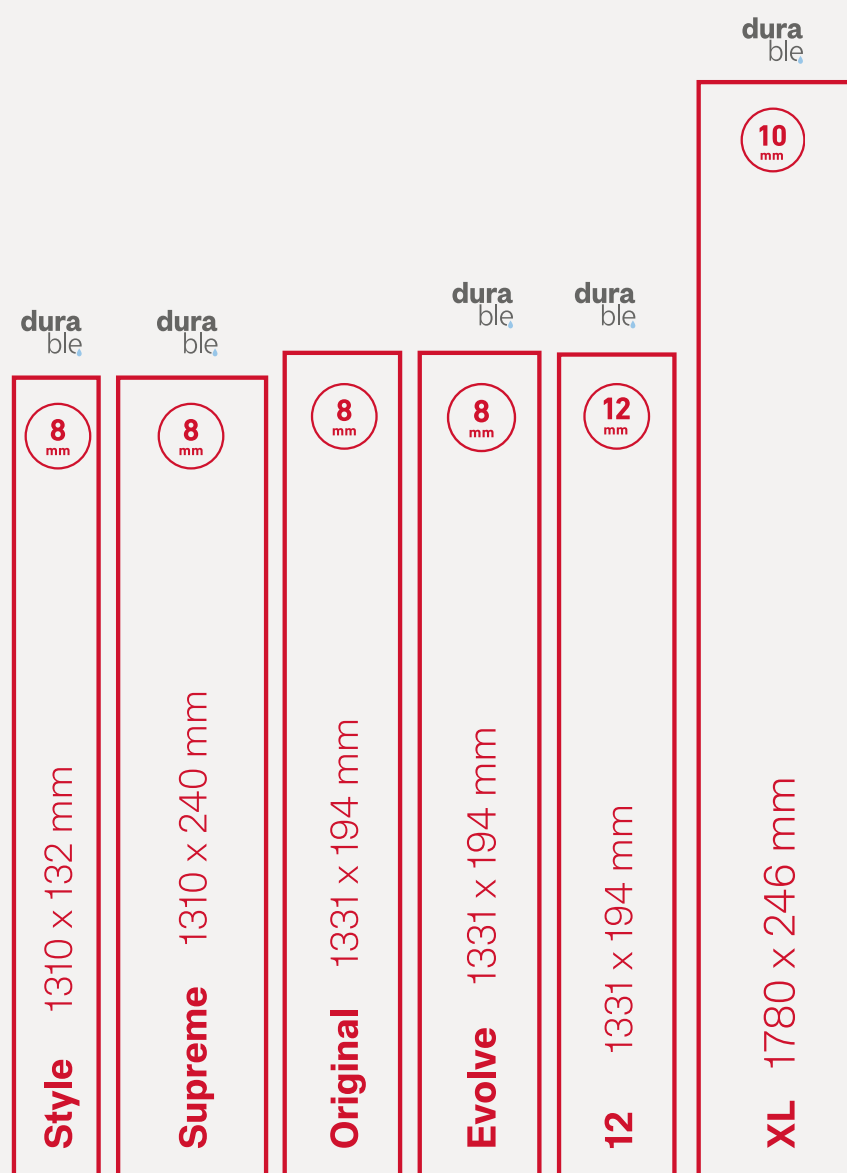 dura
ble
8
mm
Style 1310 x 132 mm
dura
ble
8
mm
Supreme 1310 x 240 mm
8
mm
Original 1331 x 194 mm
dura
ble
8
mm
Evolve 1331 x 194 mm
dura
ble
12
mm
12 1331 x 194 mm
dura
ble
10
mm
XL 1780 x 246 mm